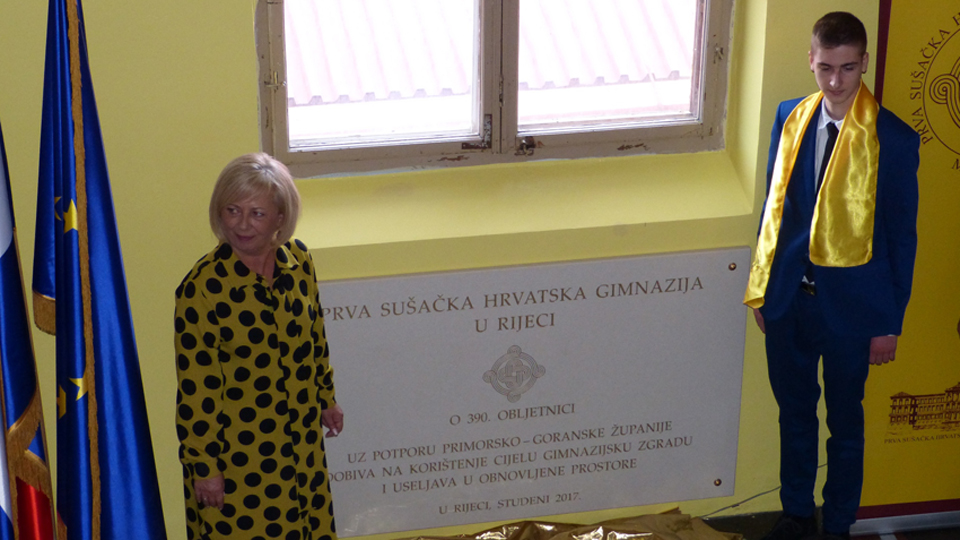 PRVA SUŠAČKA HRVATSKA GIMNAZIJA
U RIJECI
O 390. OBLJETNICI
UZ POTPORU PRIMORSKO – GORANSKE ŽUPANIJE
DOBIVA NA KORIŠTENJE CIJELU GIMNAZIJSKU ZGRADU
I USELJAVA U OBNOVLJENE PROSTORE
U RIJECI, STUDENI 2017.
PRVA SUŠAČKA
PRVA SUŠAČKA HRVATSKA